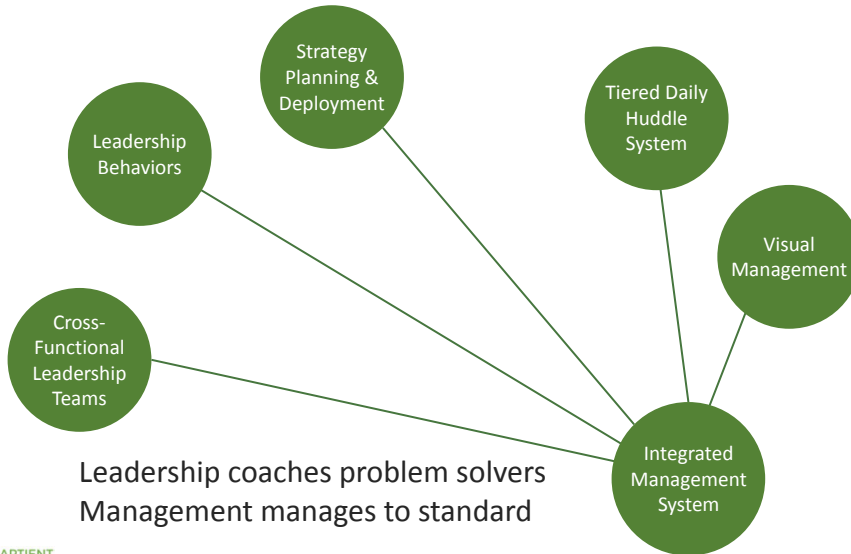 Strategy
Planning &
Deployment
Tiered Daily
Huddle
System
Leadership
Behaviors
Visual
Management
Cross-
Functional
Leadership
Teams
Integrated
Management
System
Leadership coaches problem solvers
Management manages to standard